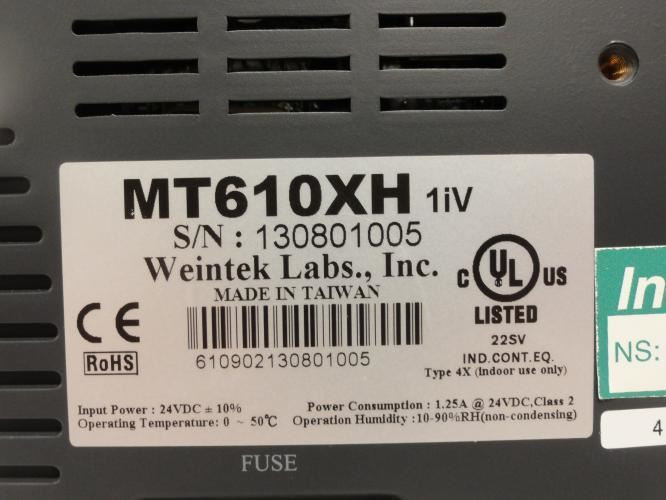 MT610XH 1iV
S/N : 130801005
Weintek Labs., Inc.
MADE IN TAIWAN
CE
RoHS
610902130801005
C UL US
LISTED
22SV
IND.CONT.EQ.
Type 4X (Indoor use only)
Input Power : 24VDC ± 10%
Power Consumption : 1.25A @ 24VDC,Class 2
Operating Temperature: 0 ~ 50℃
Operation Humidity :10-90%RH(non-condensing)
FUSE
In
NS:
4